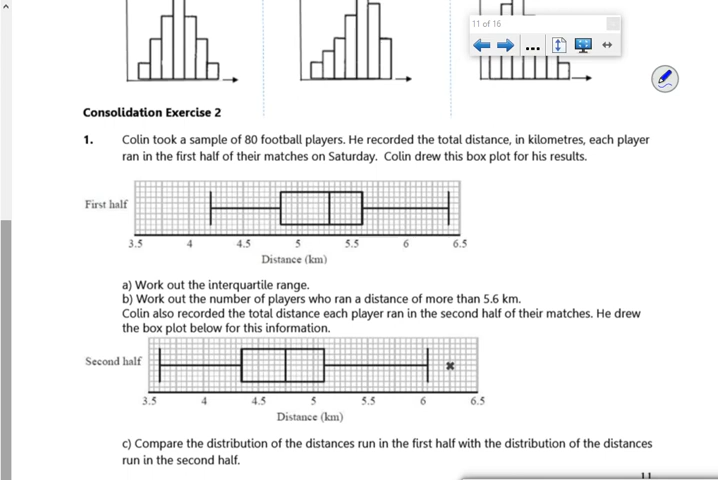 11 of 16
Consolidation Exercise 2
1. Colin took a sample of 80 football players. He recorded the total distance, in kilometres, each player
ran in the first half of their matches on Saturday. Colin drew this box plot for his results.
First half
3.5 4 4.5 5 5.5 6 6.5
Distance (km)
a) Work out the interquartile range.
b) Work out the number of players who ran a distance of more than 5.6 km.
Colin also recorded the total distance each player ran in the second half of their matches. He drew
the box plot below for this information.
Second half
3.5 4 4.5 5 5.5 6 6.5
Distance (km)
c) Compare the distribution of the distances run in the first half with the distribution of the distances
run in the second half.
11